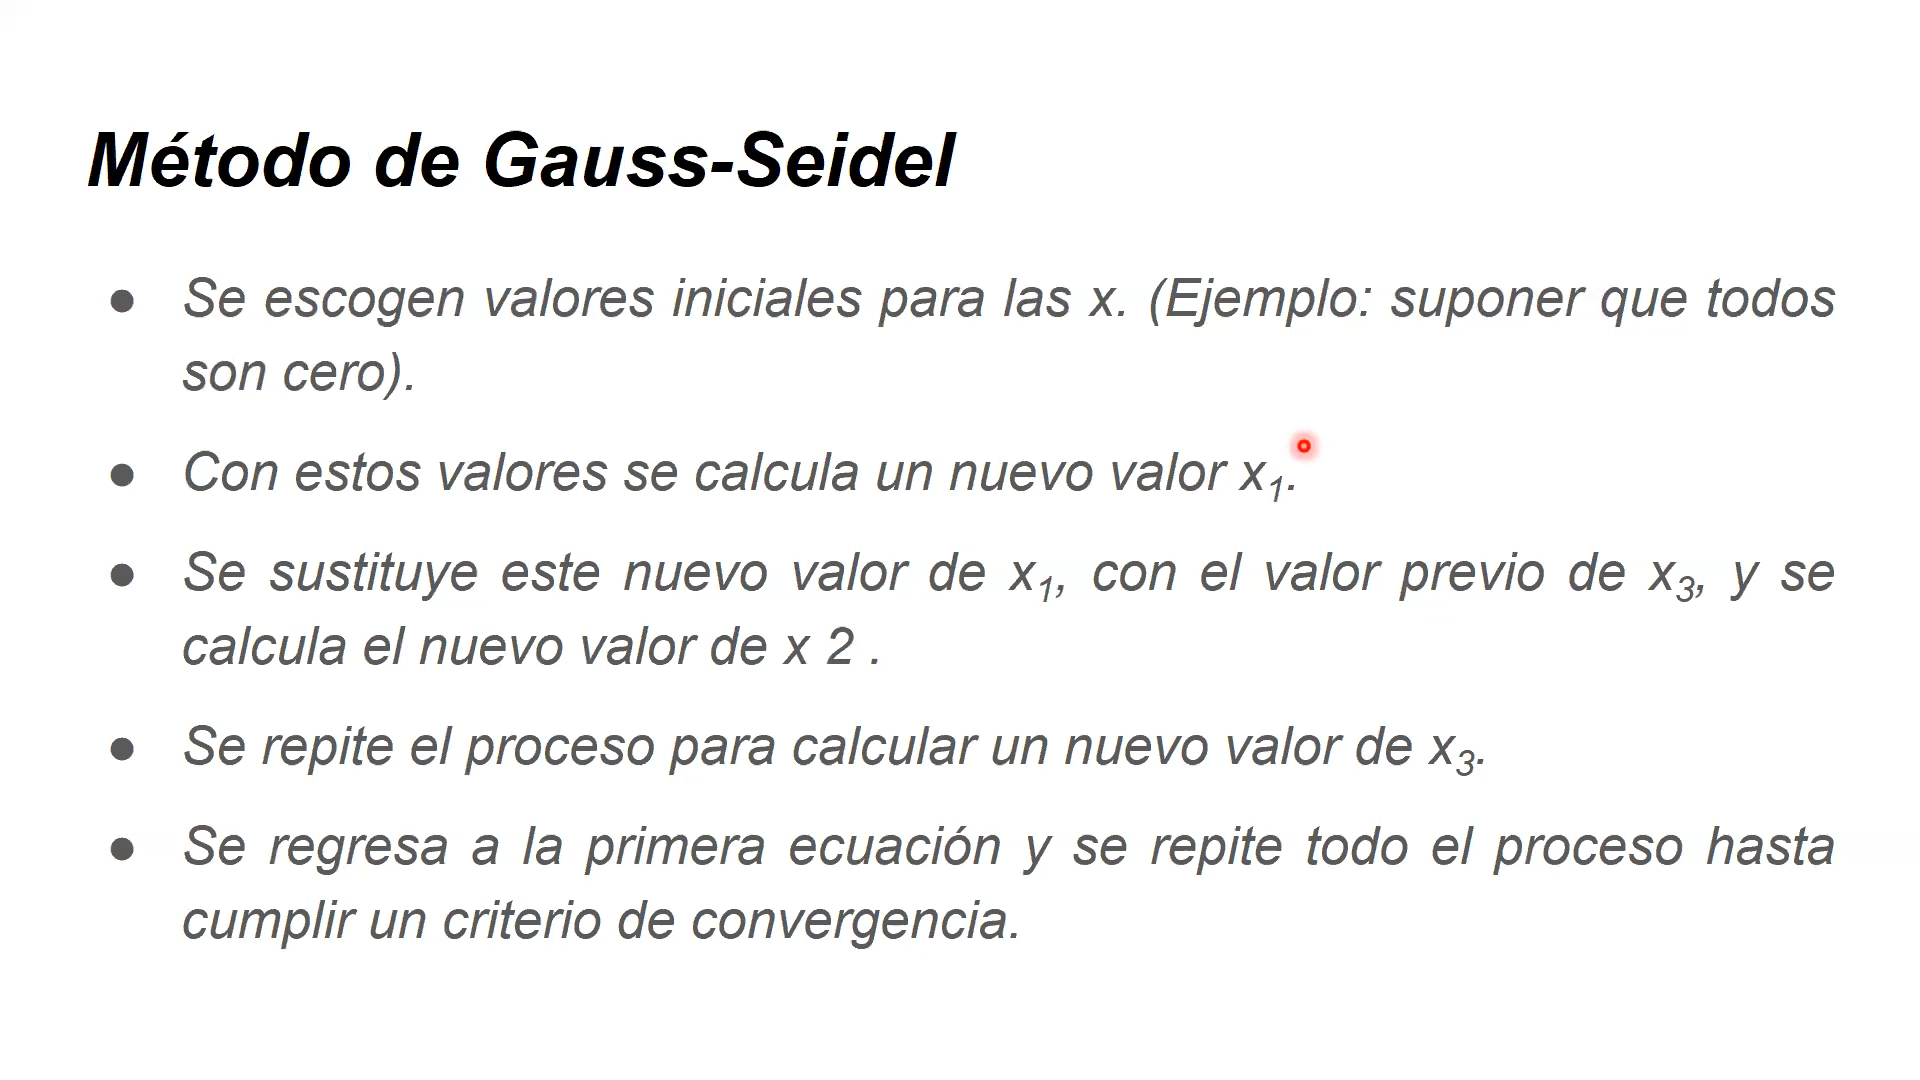 Método de Gauss-Seidel
● Se escogen valores iniciales para las x. (Ejemplo: suponer que todos
son cero).
● Con estos valores se calcula un nuevo valor x₁.
● Se sustituye este nuevo valor de x₁, con el valor previo de x₃, y se
calcula el nuevo valor de x 2 .
● Se repite el proceso para calcular un nuevo valor de x₃.
● Se regresa a la primera ecuación y se repite todo el proceso hasta
cumplir un criterio de convergencia.